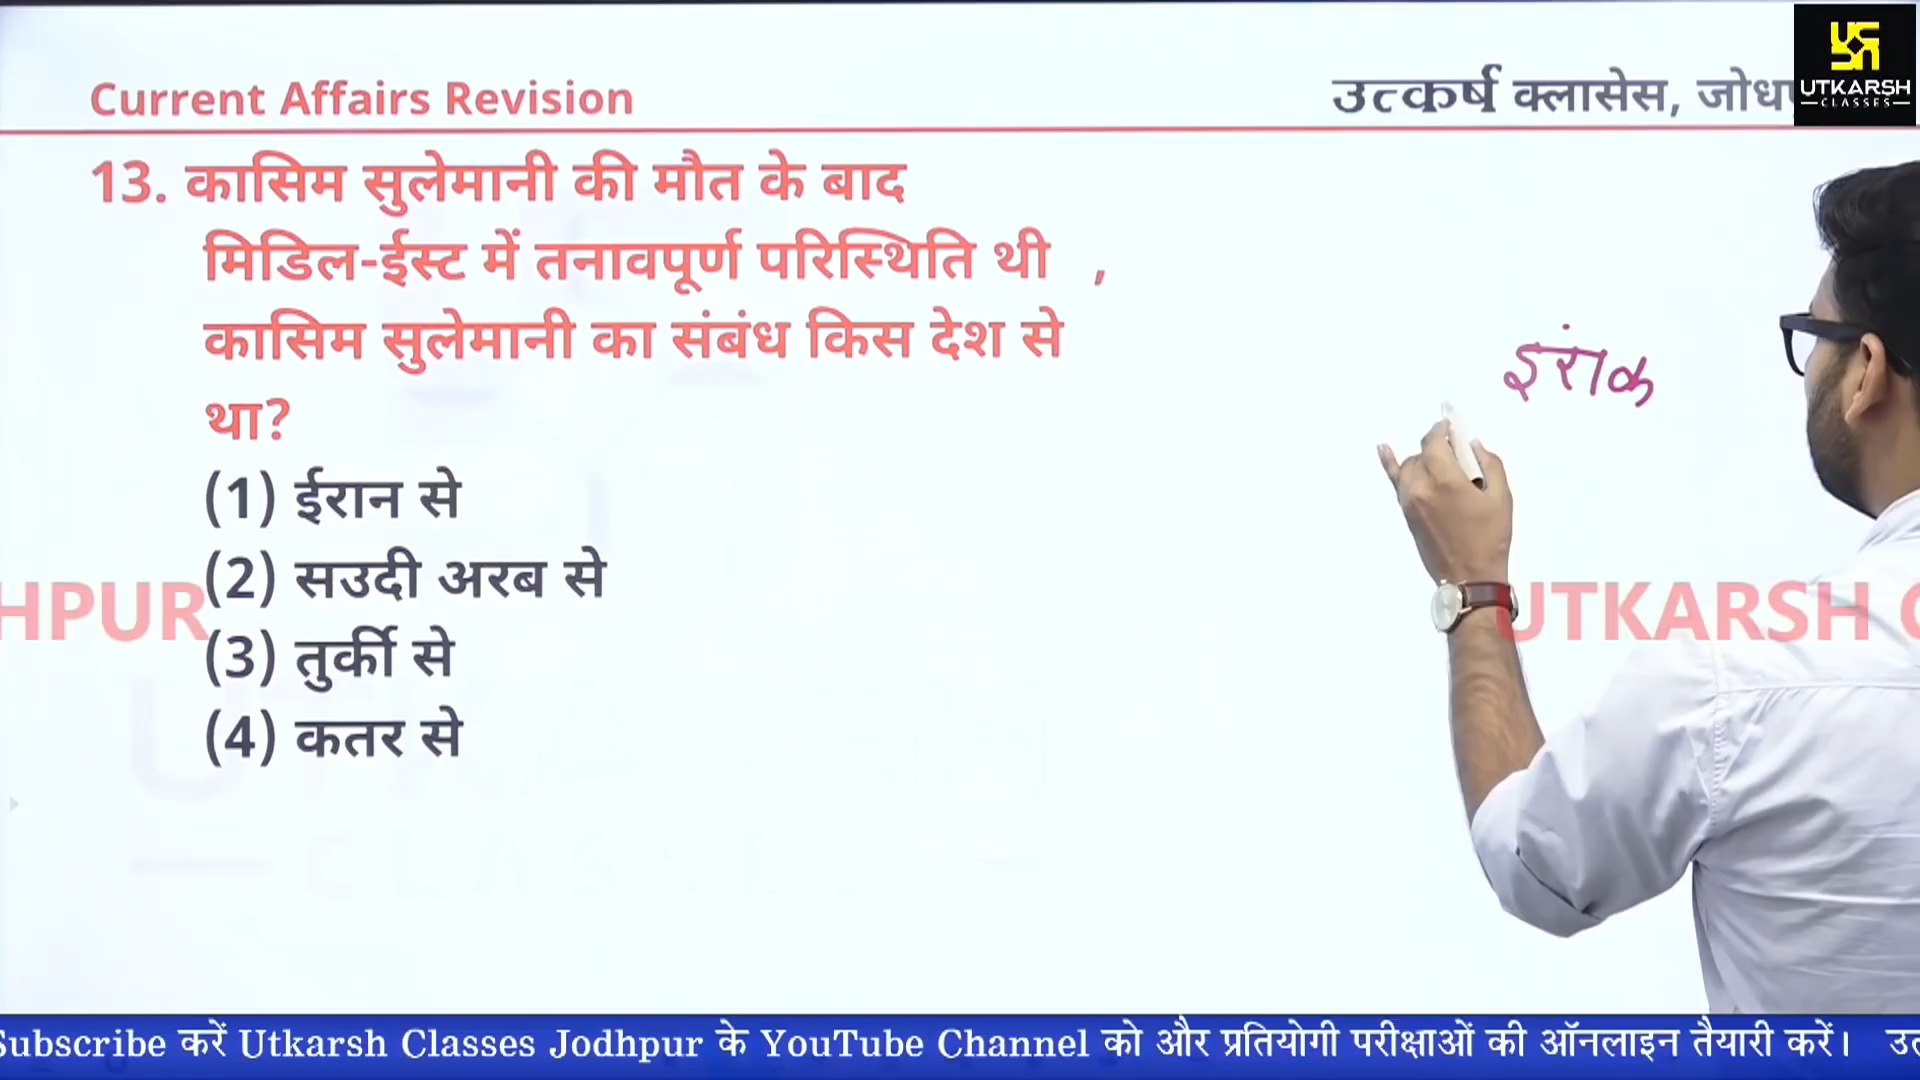 Current Affairs Revision
उत्कर्ष क्लासेस,
UTKARSH
CLASSES
13. कासिम सुलेमानी की मौत के बाद
मिडिल-ईस्ट में तनावपूर्ण परिस्थिति थी ,
कासिम सुलेमानी का संबंध किस देश से
था?
इराक
(1) ईरान से
(2) सउदी अरब से
HPUR
UTKARSH C
(3) तुर्की से
(4) कतर से
Subscribe करें Utkarsh Classes Jodhpur के YouTube Channel को और प्रतियोगी परीक्षाओं की ऑनलाइन तैयारी करें।